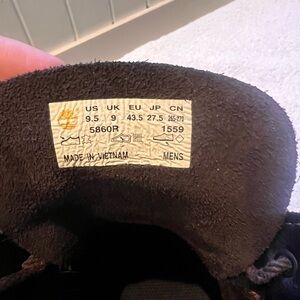 US UK EU JP CN
9.5 9 43.5 27.5 265-270
5860R 1559
MADE IN VIETNAM MENS